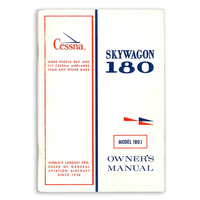 Cessna.
MORE PEOPLE BUY AND
FLY CESSNA AIRPLANES
THAN ANY OTHER MAKE
SKYWAGON
180
MODEL 180J
OWNER'S
MANUAL
WORLD'S LARGEST PRO-
DUCER OF GENERAL
AVIATION AIRCRAFT
SINCE 1956